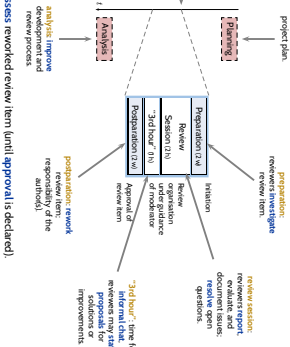 project plan.
preparation:
reviewers investigate
review item.
review session:
reviewers report,
evaluate, and
document issues;
resolve open
questions.
Planning
Preparation (2 w)
Initiation
Review
Session (2 h)
Review
organisation
under guidance
of moderator
"3rd hour" (1 h)
Postparation (2 w)
Approval of
review item
Analysis
t
"3rd hour": time
informal chat,
reviewers may
proposals for
solutions or
improvements.
analysis improve
development and
review process.
postparation: rework
review item;
responsibility of the
author(s).
reworked review item (until approval is declared).